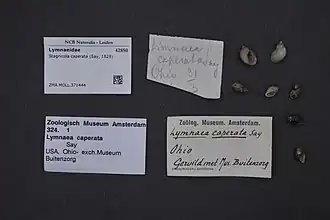 NCB Naturalis - Leiden
Lymnaeidae 42850
Stagnicola caperata (Say, 1829)
ZMA.MOLL.371444
Limnaea
caperata Say
Ohio
Zoologisch Museum Amsterdam
324. 1
Lymnaea caperata
Say
USA, Ohio- exch.Museum
Buitenzorg
Zoölog. Museum, Amsterdam.
Lymnaea caperata Say
Ohio
Geruild met Mus. Buitenzorg